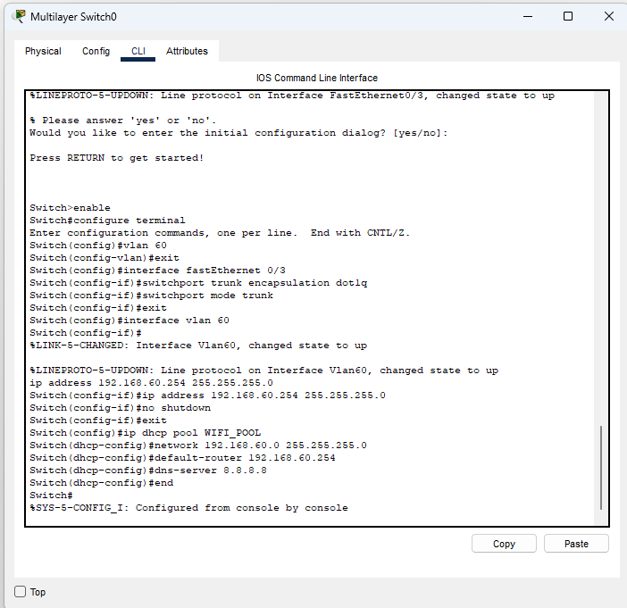 Multilayer Switch0
Physical Config CLI Attributes
IOS Command Line Interface
%LINEPROTO-5-UPDOWN: Line protocol on Interface FastEthernet0/3, changed state to up
% Please answer 'yes' or 'no'.
Would you like to enter the initial configuration dialog? [yes/no]:
Press RETURN to get started!
Switch>enable
Switch#configure terminal
Enter configuration commands, one per line.  End with CNTL/Z.
Switch(config)#vlan 60
Switch(config-vlan)#exit
Switch(config)#interface fastEthernet 0/3
Switch(config-if)#switchport trunk encapsulation dot1q
Switch(config-if)#switchport mode trunk
Switch(config-if)#exit
Switch(config)#interface vlan 60
Switch(config-if)#
%LINK-5-CHANGED: Interface Vlan60, changed state to up
%LINEPROTO-5-UPDOWN: Line protocol on Interface Vlan60, changed state to up
ip address 192.168.60.254 255.255.255.0
Switch(config-if)#ip address 192.168.60.254 255.255.255.0
Switch(config-if)#no shutdown
Switch(config-if)#exit
Switch(config)#ip dhcp pool WIFI_POOL
Switch(dhcp-config)#network 192.168.60.0 255.255.255.0
Switch(dhcp-config)#default-router 192.168.60.254
Switch(dhcp-config)#dns-server 8.8.8.8
Switch(dhcp-config)#end
Switch#
%SYS-5-CONFIG_I: Configured from console by console
Copy Paste
Top